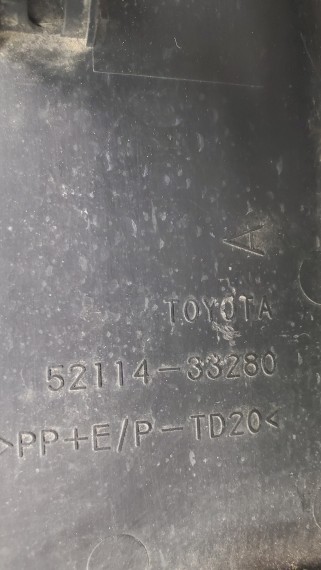 A
TOYOTA
52114-33280
>PP+E/P-TD20<